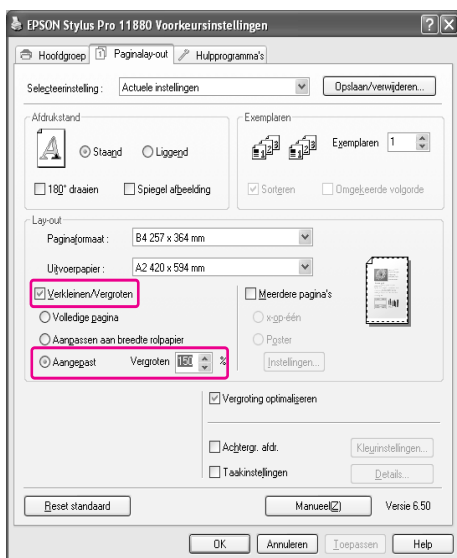 EPSON Stylus Pro 11880 Voorkeursinstellingen
Hoofdgroep Paginalay-out Hulpprogramma's
Selecteerinstelling : Actuele instellingen Opslaan/verwijderen...
Afdrukstand
Staand Liggend
180° draaien Spiegel afbeelding
Exemplaren
Exemplaren 1
Sorteren Omgekeerde volgorde
Lay-out
Paginaformaat : B4 257 x 364 mm
Uitvoerpapier : A2 420 x 594 mm
Verkleinen/Vergroten
Volledige pagina
Aanpassen aan breedte rolpapier
Aangepast Vergroten 150 %
Meerdere pagina's
x-op-één
Poster
Instellingen...
Vergroting optimaliseren
Achtergr. afdr. Kleurinstellingen...
Taakinstellingen Details...
Reset standaard Manueel(Z) Versie 6.50
OK Annuleren Toepassen Help